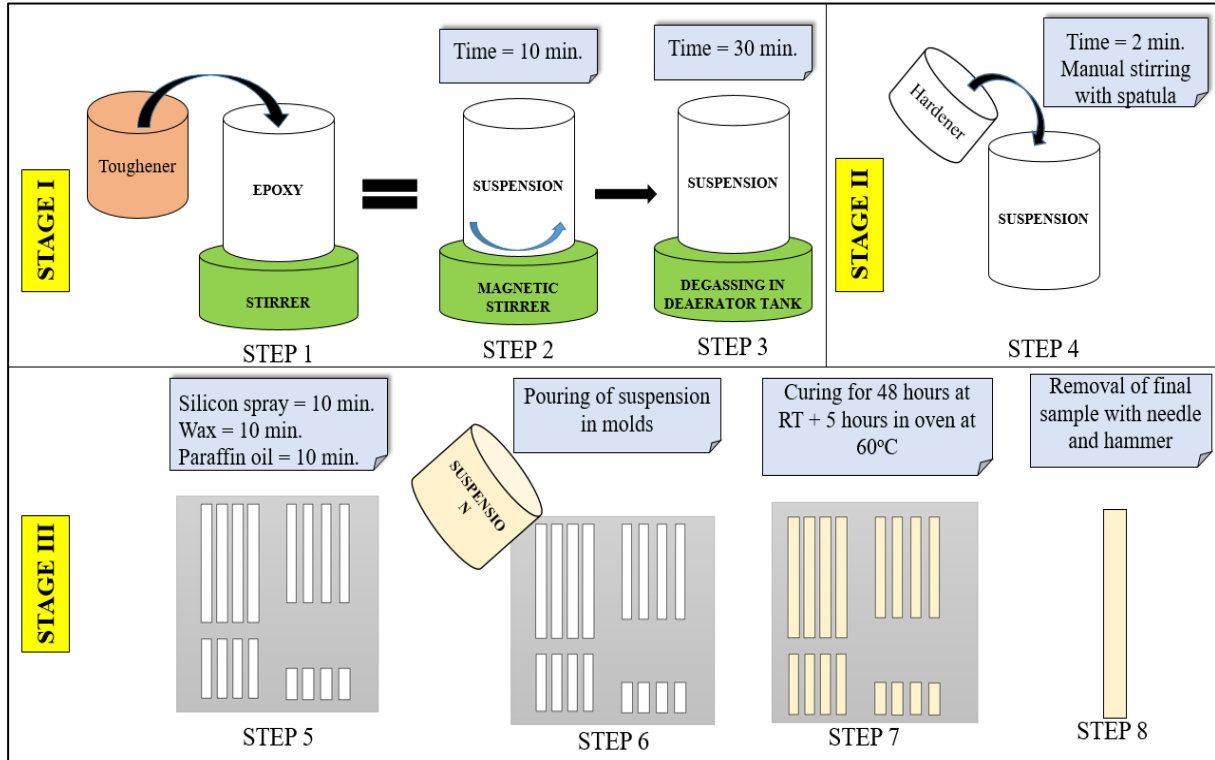 STAGE I
Toughener
EPOXY
STIRRER
STEP 1
Time = 10 min.
SUSPENSION
MAGNETIC
STIRRER
STEP 2
Time = 30 min.
SUSPENSION
DEGASSING IN
DEAERATOR TANK
STEP 3
STAGE II
Hardener
Time = 2 min.
Manual stirring
with spatula
SUSPENSION
STEP 4
STAGE III
Silicon spray = 10 min.
Wax = 10 min.
Paraffin oil = 10 min.
STEP 5
Pouring of suspension
in molds
SUSPENSIO
N
STEP 6
Curing for 48 hours at
RT + 5 hours in oven at
60ºC
STEP 7
Removal of final
sample with needle
and hammer
STEP 8